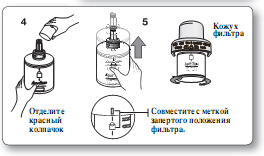 4
5
Кожух
фильтра
Отделите
красный
колпачок
Совместите с меткой
запертого положения
фильтра.